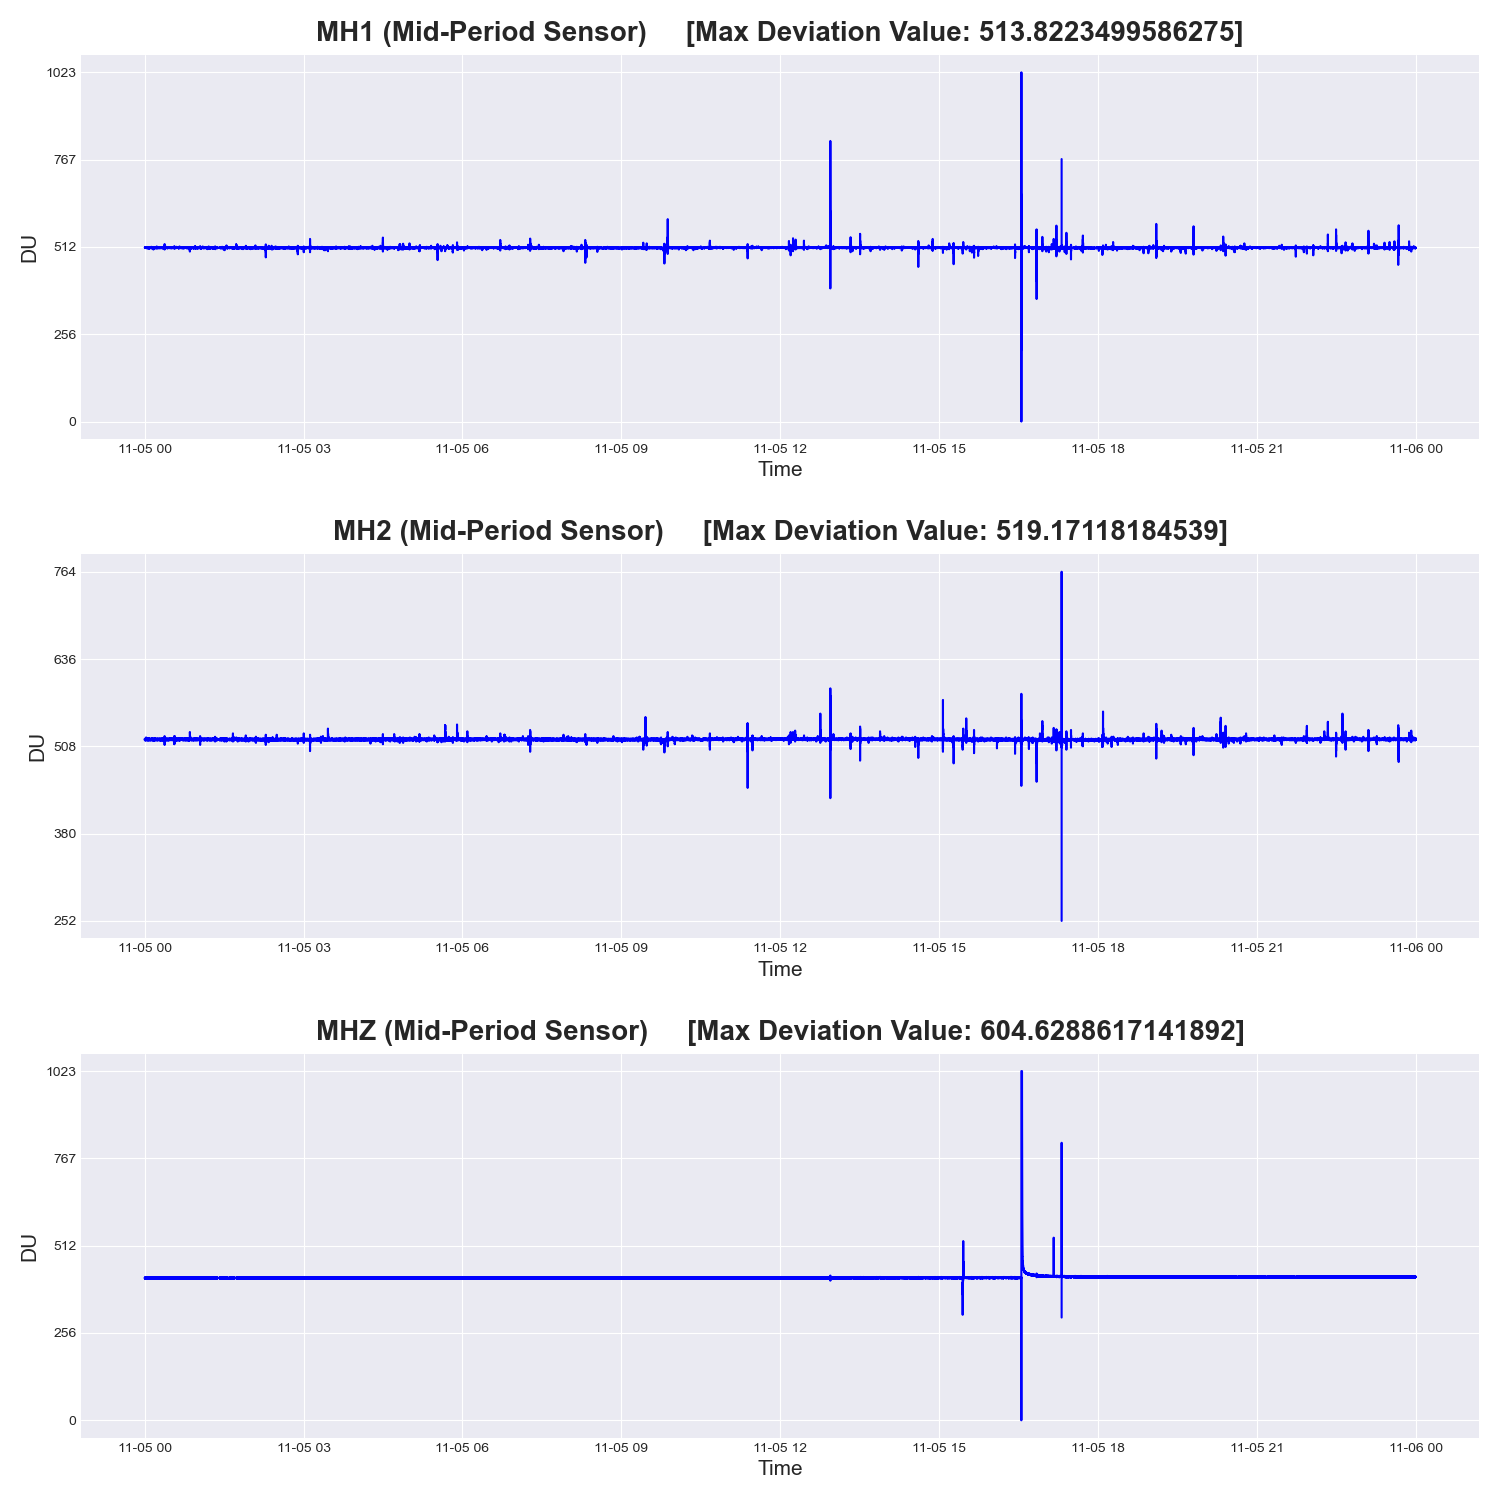 MH1 (Mid-Period Sensor) [Max Deviation Value: 513.8223499586275]
1023
767
512
256
0
DU
11-05 00 11-05 03 11-05 06 11-05 09 11-05 12 11-05 15 11-05 18 11-05 21 11-06 00
Time
MH2 (Mid-Period Sensor) [Max Deviation Value: 519.17118184539]
764
636
508
380
252
DU
11-05 00 11-05 03 11-05 06 11-05 09 11-05 12 11-05 15 11-05 18 11-05 21 11-06 00
Time
MHZ (Mid-Period Sensor) [Max Deviation Value: 604.6288617141892]
1023
767
512
256
0
DU
11-05 00 11-05 03 11-05 06 11-05 09 11-05 12 11-05 15 11-05 18 11-05 21 11-06 00
Time